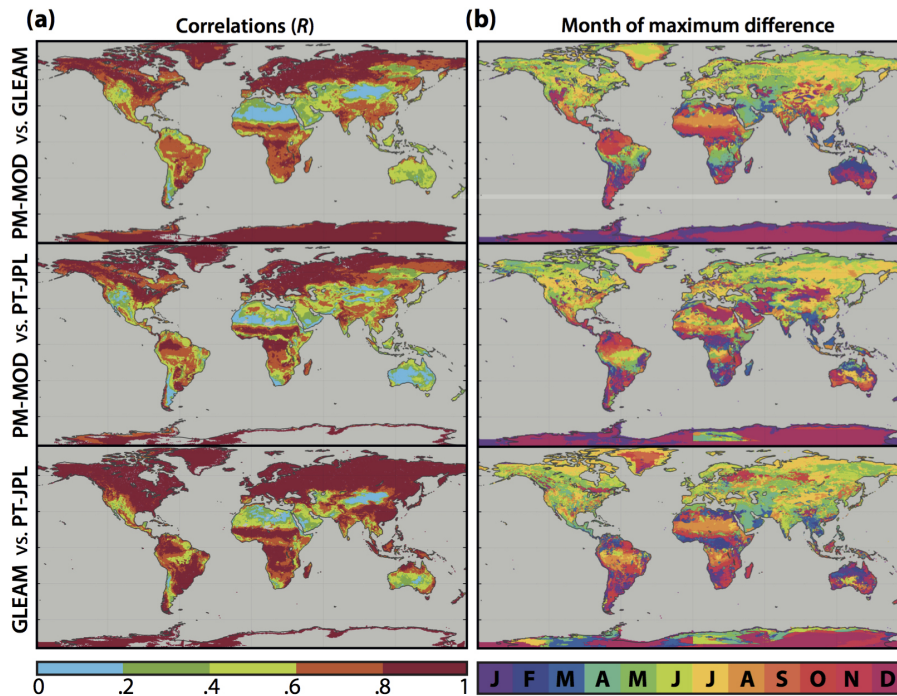 (a) Correlations (R)
(b) Month of maximum difference
PM-MOD vs. GLEAM
PM-MOD vs. PT-JPL
GLEAM vs. PT-JPL
0 .2 .4 .6 .8 1
J F M A M J J A S O N D